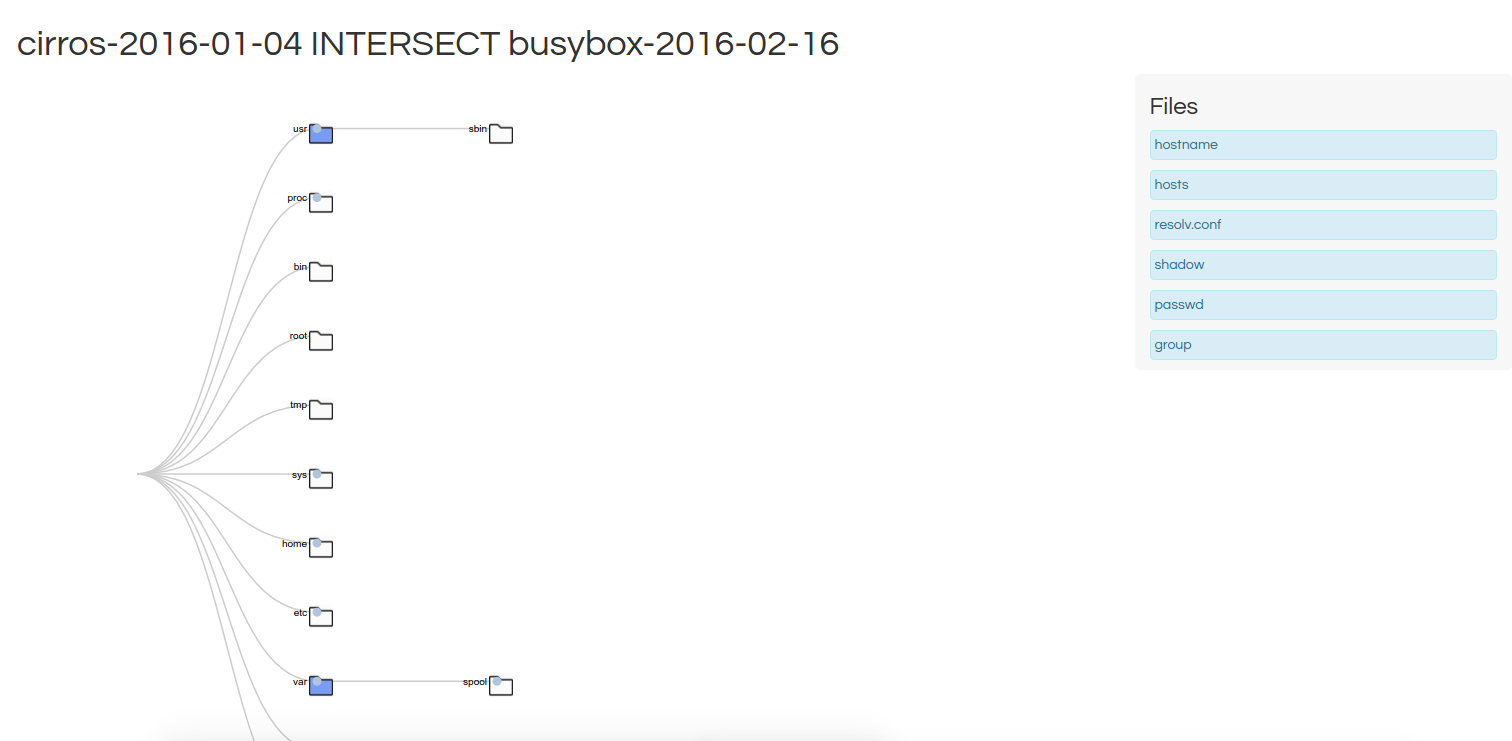 cirros-2016-01-04 INTERSECT busybox-2016-02-16
Files
hostname
hosts
resolv.conf
shadow
passwd
group
usr
sbin
proc
bin
root
tmp
sys
home
etc
var
spool